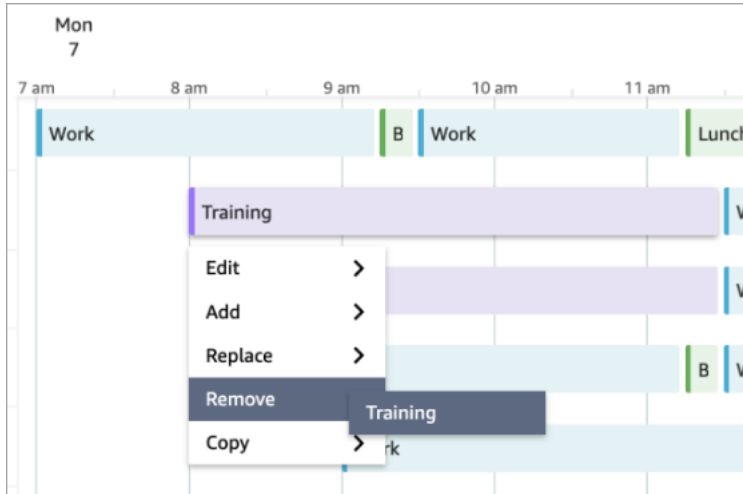 Mon
7
7 am 8 am 9 am 10 am 11 am
Work B Work Lunch
Training
Edit
Add
Replace
B
Remove
Training
Copy